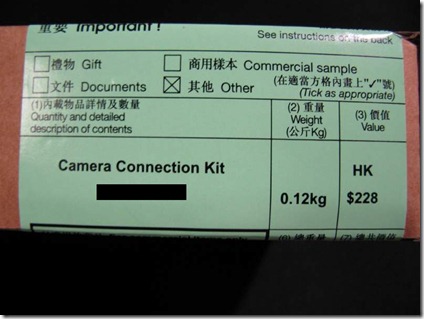 重要 Important!
See instructions on the back
禮物 Gift
商用樣本 Commercial sample
文件 Documents
其他 Other
(在適當方格內畫上"✓"號)
(Tick as appropriate)
(1)內藏物品詳情及數量
Quantity and detailed
description of contents
(2) 重量
Weight
(公斤Kg)
(3) 價值
Value
Camera Connection Kit
0.12kg
HK
$228